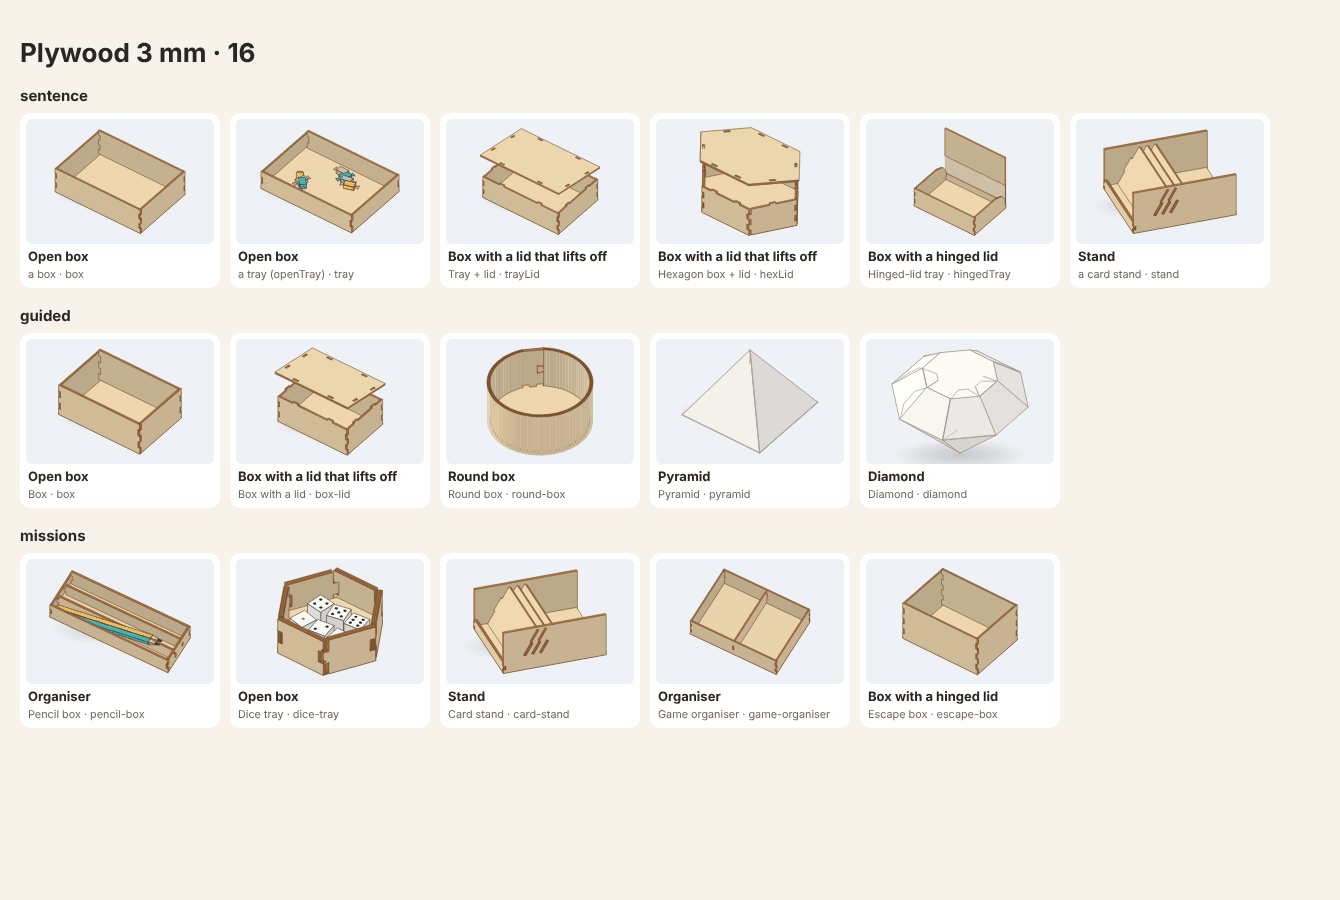 Plywood 3 mm · 16
sentence
Open box
a box · box
Open box
a tray (openTray) · tray
Box with a lid that lifts off
Tray + lid · trayLid
Box with a lid that lifts off
Hexagon box + lid · hexLid
Box with a hinged lid
Hinged-lid tray · hingedTray
Stand
a card stand · stand
guided
Open box
Box · box
Box with a lid that lifts off
Box with a lid · box-lid
Round box
Round box · round-box
Pyramid
Pyramid · pyramid
Diamond
Diamond · diamond
missions
Organiser
Pencil box · pencil-box
Open box
Dice tray · dice-tray
Stand
Card stand · card-stand
Organiser
Game organiser · game-organiser
Box with a hinged lid
Escape box · escape-box